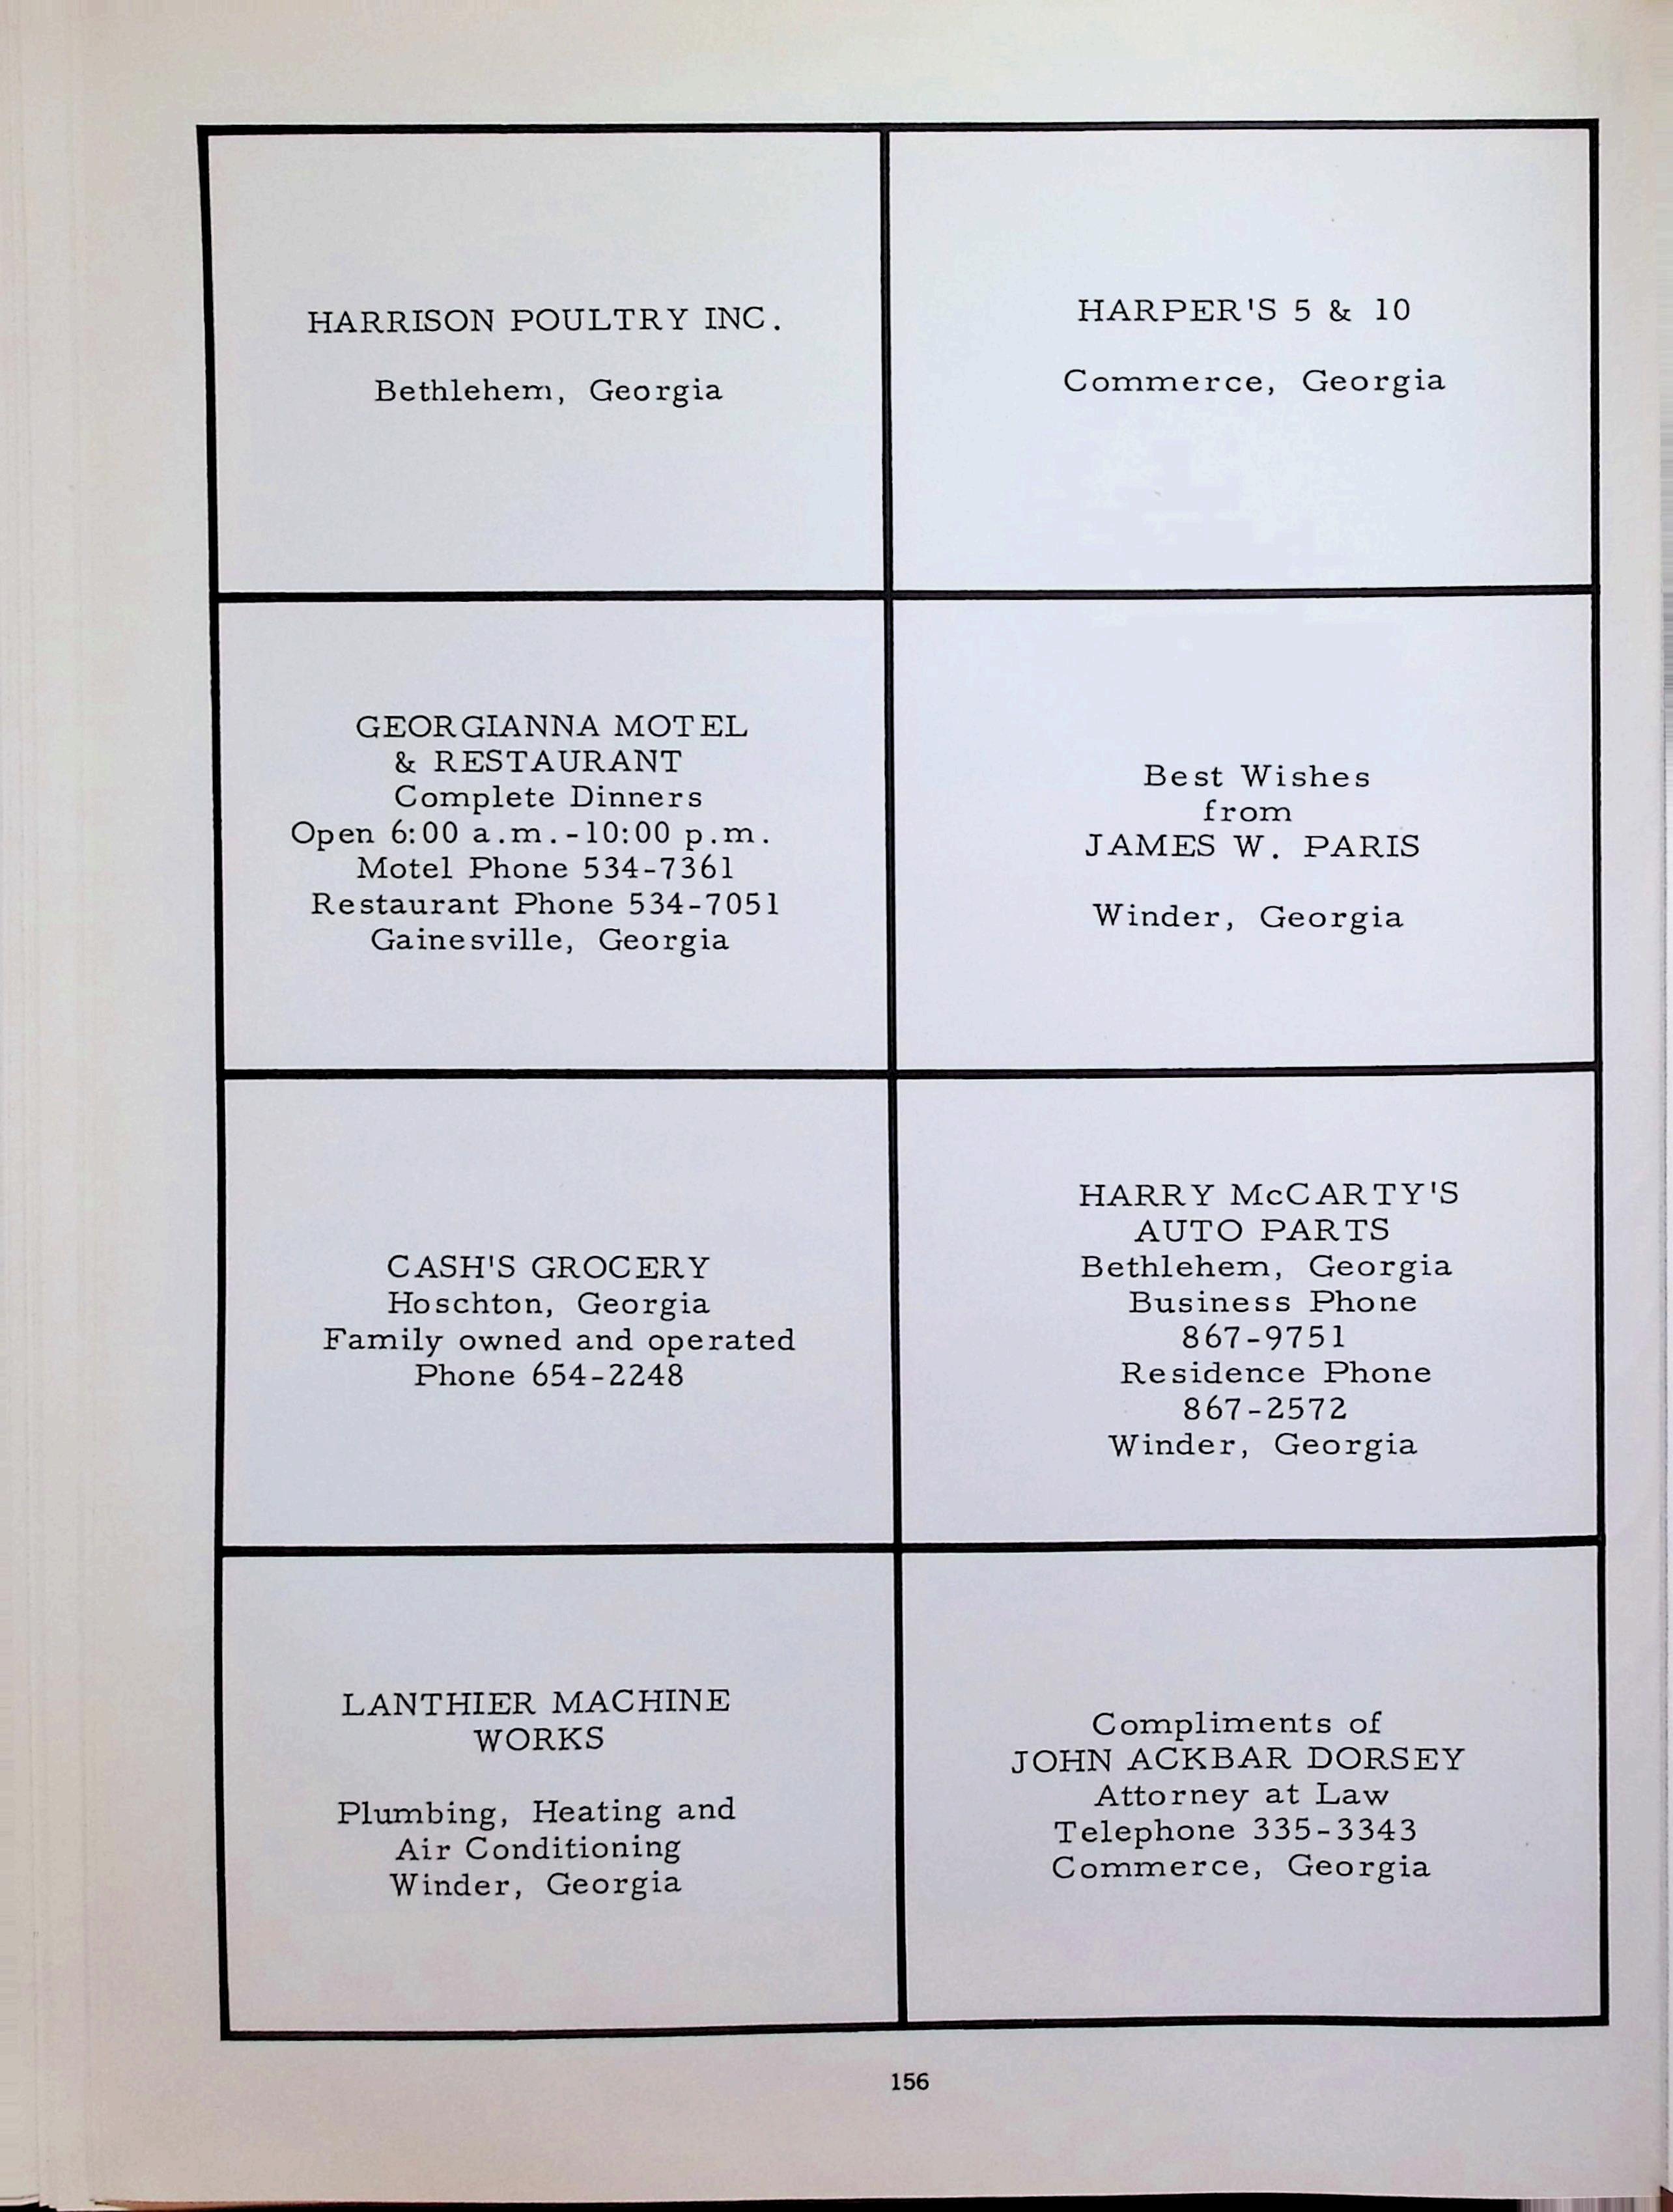 HARRISON POULTRY INC.
Bethlehem, Georgia
HARPER'S 5 & 10
Commerce, Georgia
GEORGIANNA MOTEL
& RESTAURANT
Complete Dinners
Open 6:00 a.m.-10:00 p.m.
Motel Phone 534-7361
Restaurant Phone 534-7051
Gainesville, Georgia
Best Wishes
from
JAMES W. PARIS
Winder, Georgia
CASH'S GROCERY
Hoschton, Georgia
Family owned and operated
Phone 654-2248
HARRY McCARTY'S
AUTO PARTS
Bethlehem, Georgia
Business Phone
867-9751
Residence Phone
867-2572
Winder, Georgia
LANTHIER MACHINE
WORKS
Plumbing, Heating and
Air Conditioning
Winder, Georgia
Compliments of
JOHN ACKBAR DORSEY
Attorney at Law
Telephone 335-3343
Commerce, Georgia
156